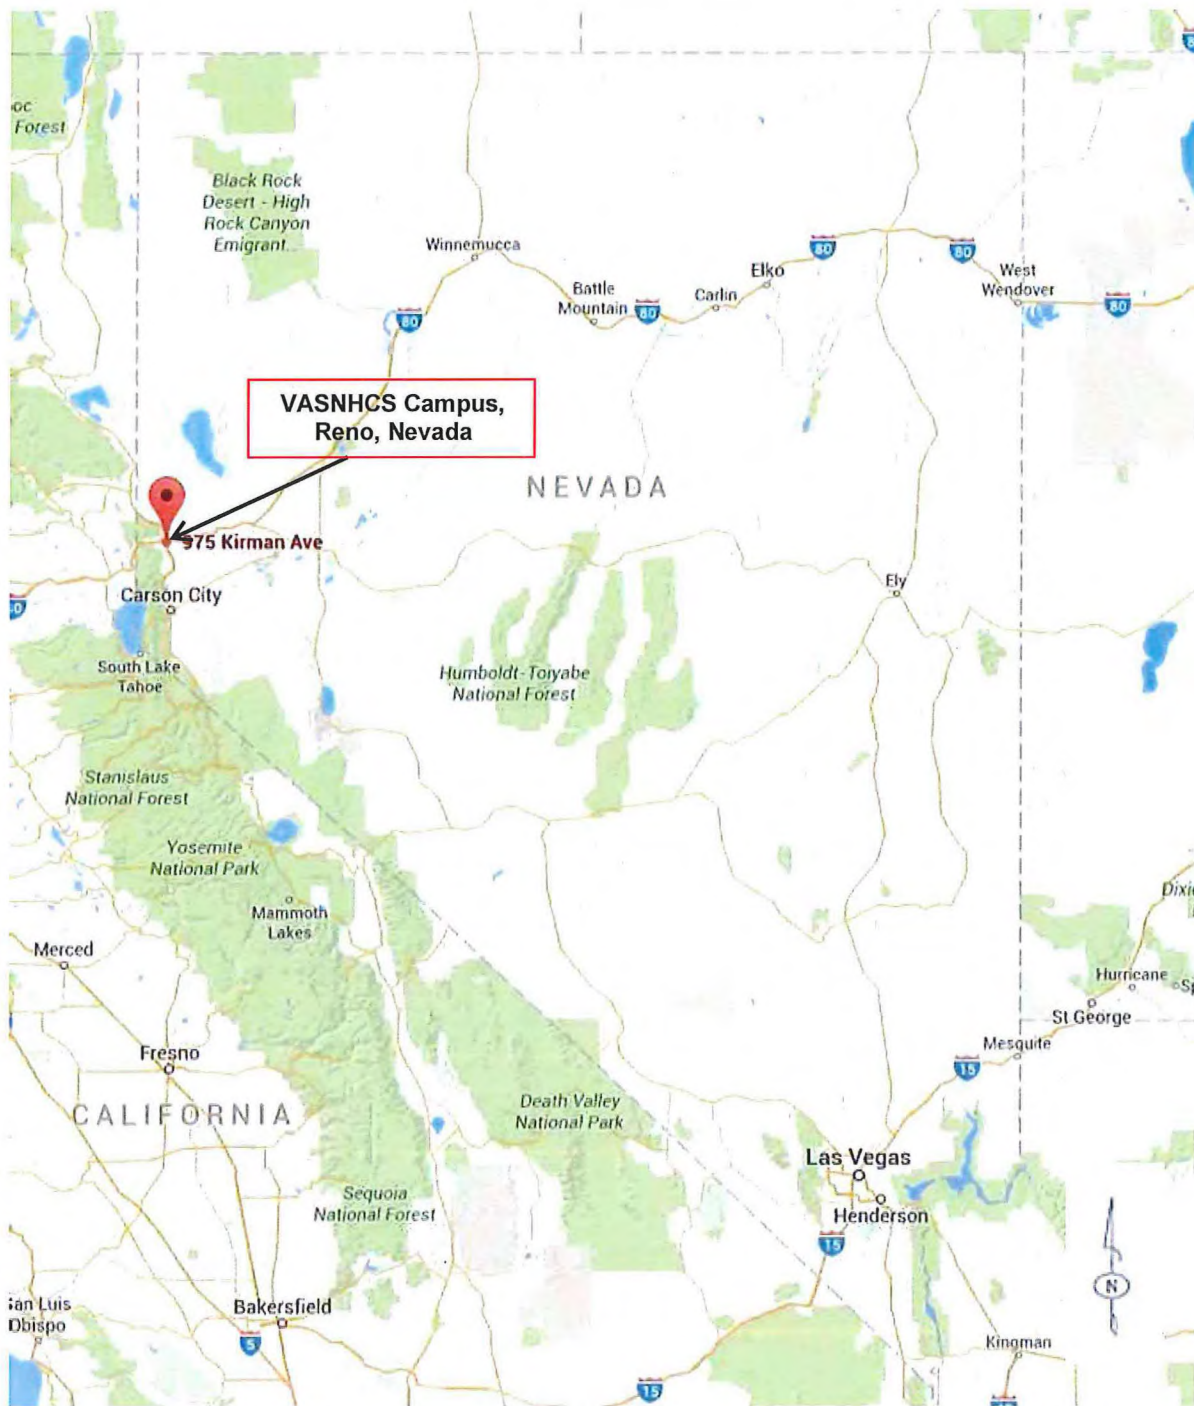 oc
Forest
Black Rock
Desert - High
Rock Canyon
Emigrant...
Winnemucca
80
80
Elko
West
Wendover
Battle
Mountain
Carlin
80
80
80
VASNHCS Campus,
Reno, Nevada
NEVADA
975 Kirman Ave
Ely
Carson City
South Lake
Tahoe
Humboldt-Toiyabe
National Forest
Stanislaus
National Forest
Yosemite
National Park
Mammoth
Lakes
Dixie
Merced
Hurricane
Sp
St George
Mesquite
Fresno
15
CALIFORNIA
Death Valley
National Park
Las Vegas
Sequoia
National Forest
Henderson
15
N
San Luis
Obispo
Bakersfield
5
Kingman
15